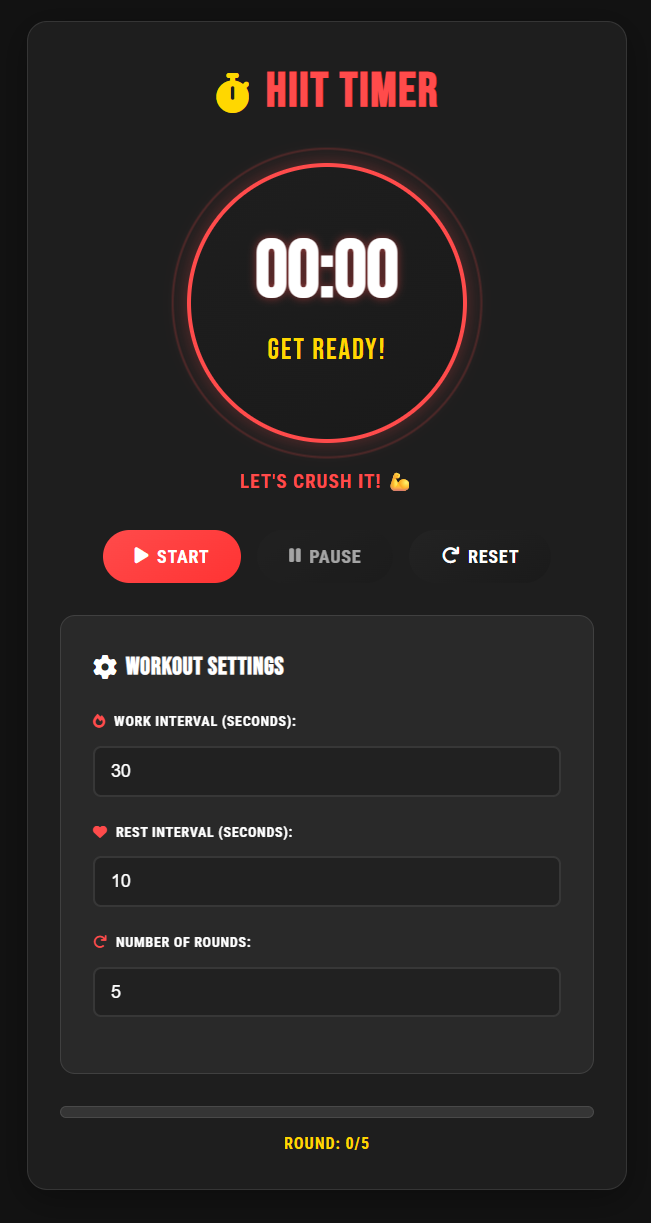 HIIT TIMER
00:00
GET READY!
LET'S CRUSH IT! 💪
START PAUSE RESET
WORKOUT SETTINGS
WORK INTERVAL (SECONDS):
30
REST INTERVAL (SECONDS):
10
NUMBER OF ROUNDS:
5
ROUND: 0/5